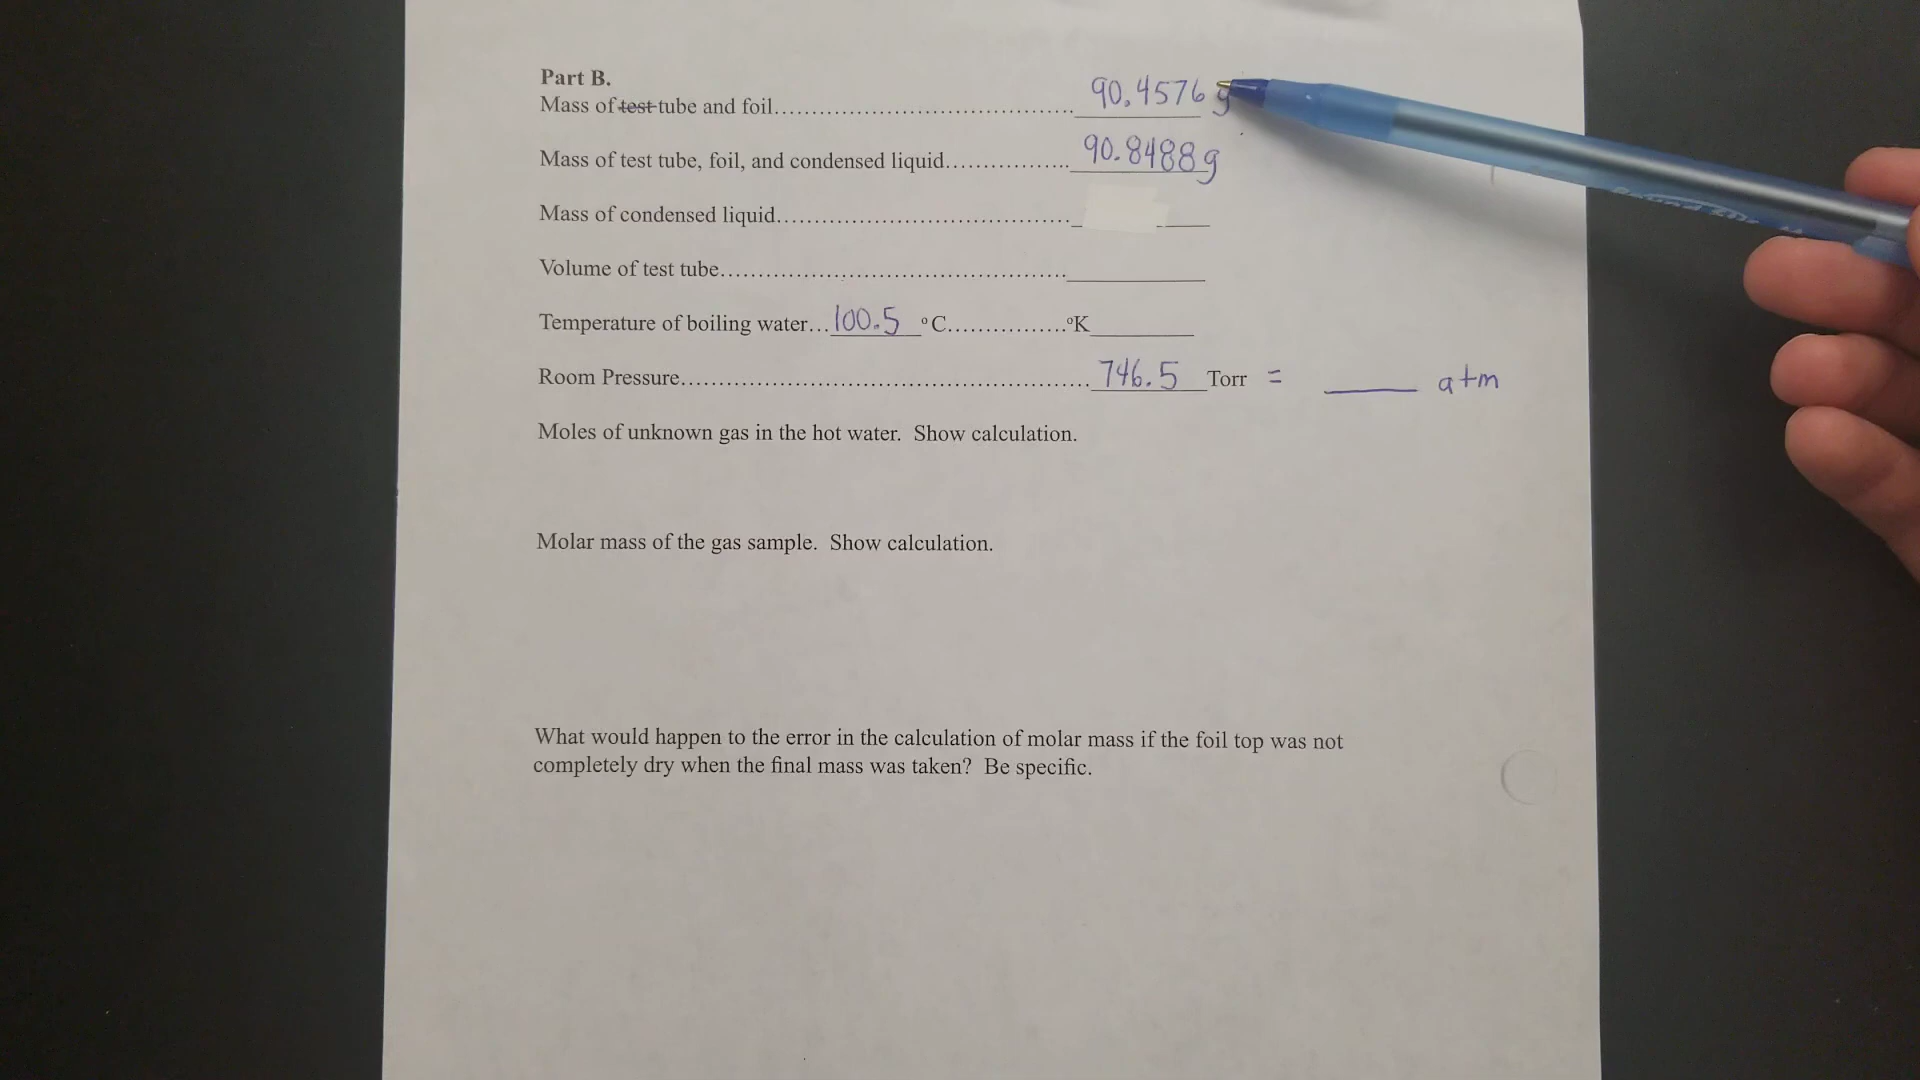 Part B.
Mass of test tube and foil.......................................... 90.4576 g
Mass of test tube, foil, and condensed liquid................. 90.8488g
Mass of condensed liquid.......................................
Volume of test tube..............................................
Temperature of boiling water... 100.5 °C................°K
Room Pressure...................................................... 746.5 Torr = ____ atm
Moles of unknown gas in the hot water. Show calculation.
Molar mass of the gas sample. Show calculation.
What would happen to the error in the calculation of molar mass if the foil top was not
completely dry when the final mass was taken? Be specific.